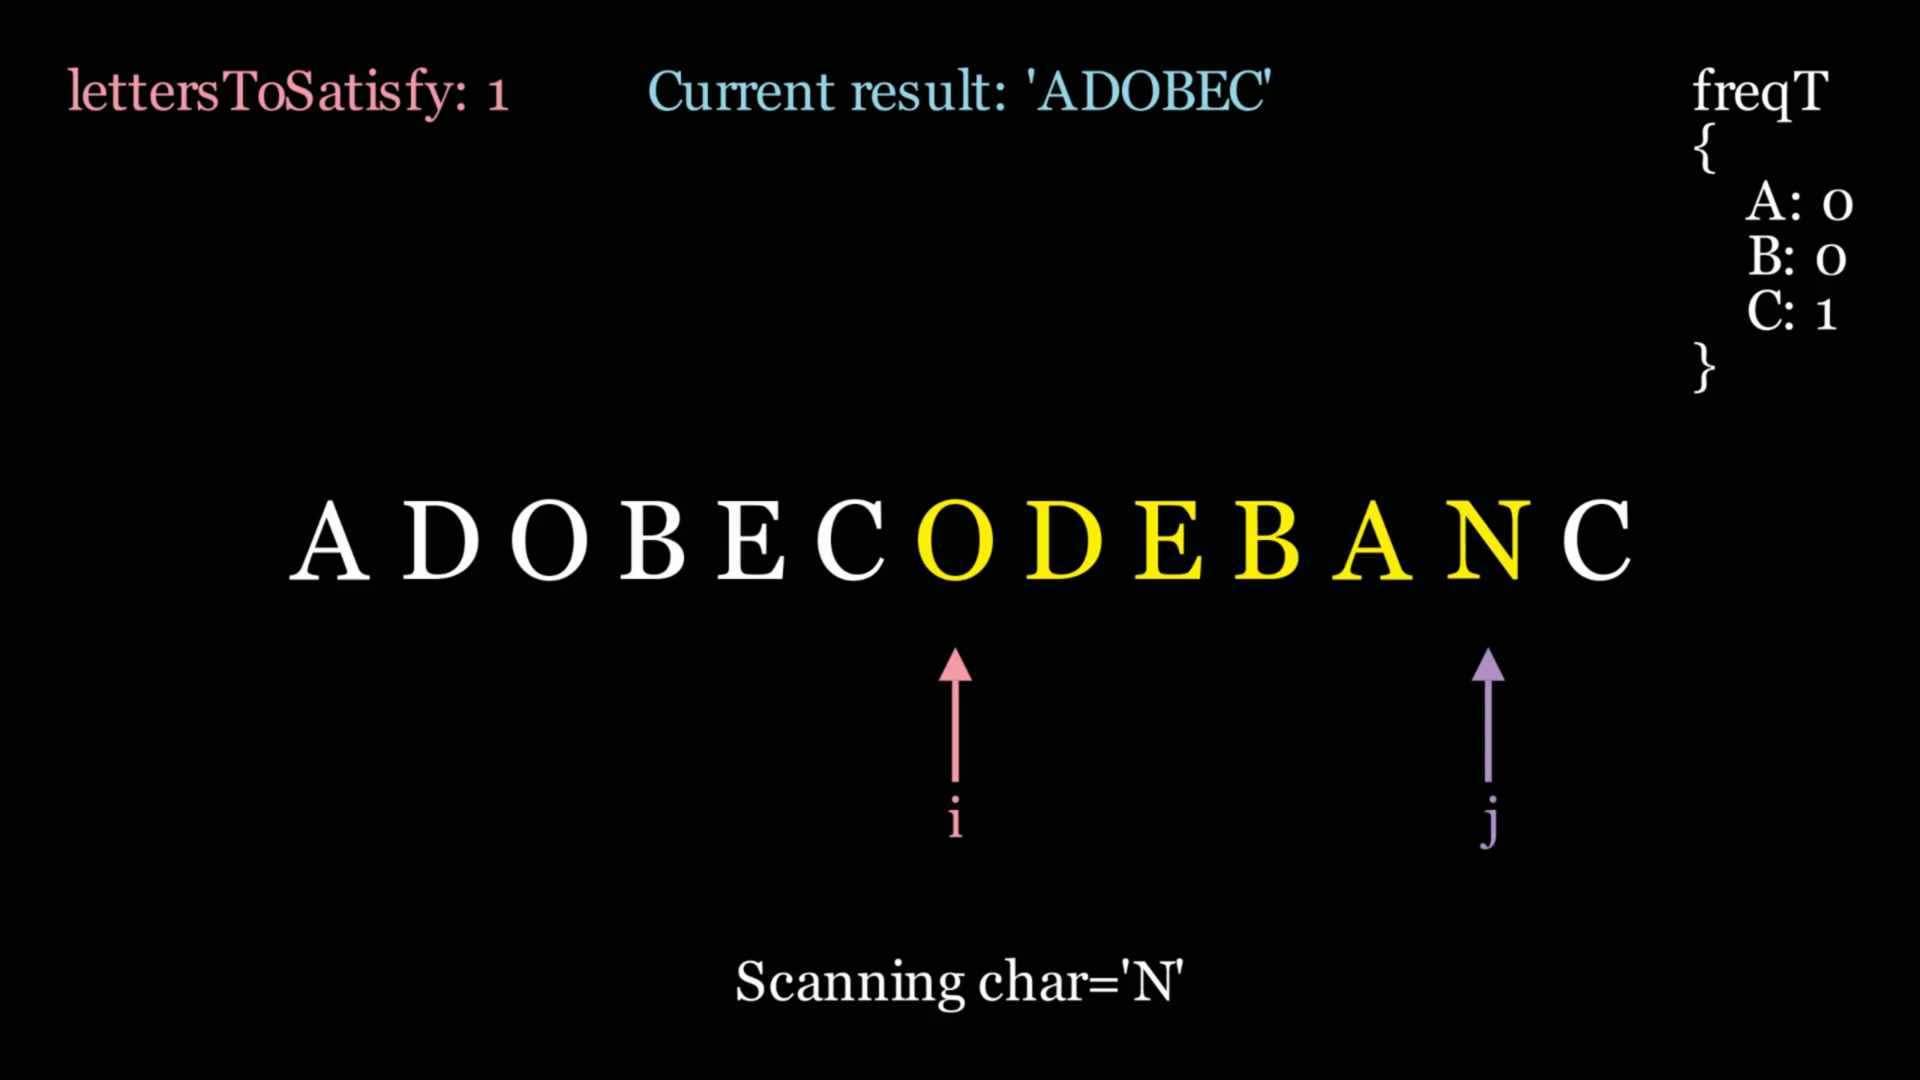 lettersToSatisfy: 1
Current result: 'ADOBEC'
freqT
{
A: 0
B: 0
C: 1
}
A D O B E C O D E B A N C
i
j
Scanning char='N'